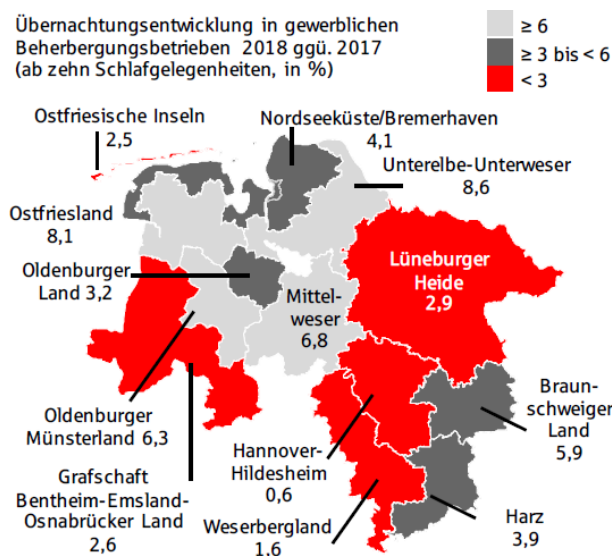 Übernachtungsentwicklung in gewerblichen
Beherbergungsbetrieben 2018 ggü. 2017
(ab zehn Schlafgelegenheiten, in %)
≥ 6
≥ 3 bis < 6
< 3
Ostfriesische Inseln
2,5
Nordseeküste/Bremerhaven
4,1
Unterelbe-Unterweser
8,6
Ostfriesland
8,1
Oldenburger
Land 3,2
Lüneburger
Heide
2,9
Mittel-
weser
6,8
Oldenburger
Münsterland 6,3
Braun-
schweiger
Land
5,9
Hannover-
Hildesheim
0,6
Grafschaft
Bentheim-Emsland-
Osnabrücker Land
2,6
Weserbergland
1,6
Harz
3,9